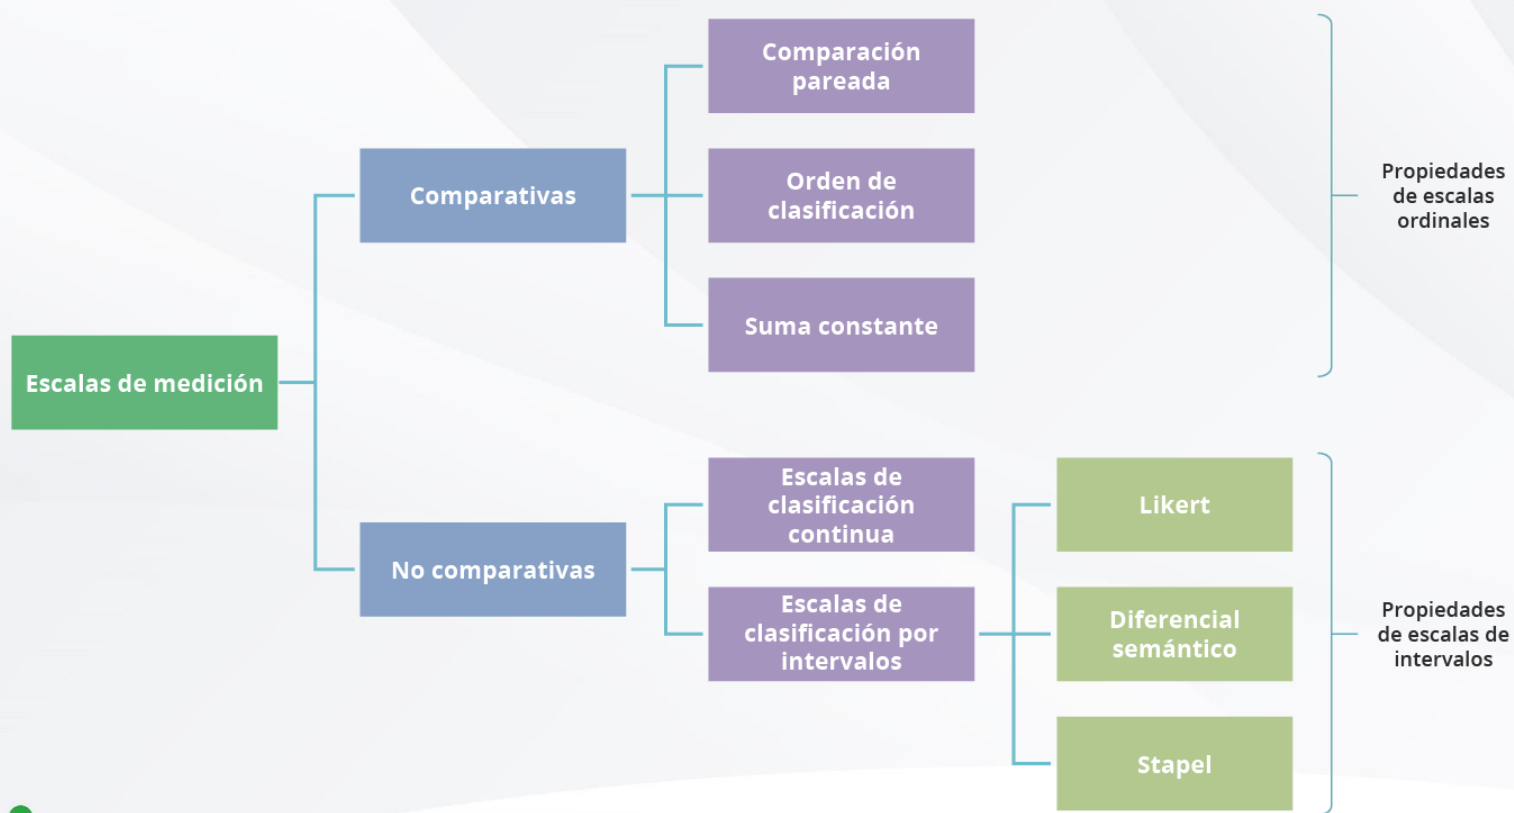 Comparación
pareada
Orden de
clasificación
Suma constante
Comparativas
Propiedades
de escalas
ordinales
Escalas de medición
No comparativas
Escalas de
clasificación
continua
Escalas de
clasificación por
intervalos
Likert
Diferencial
semántico
Stapel
Propiedades
de escalas de
intervalos